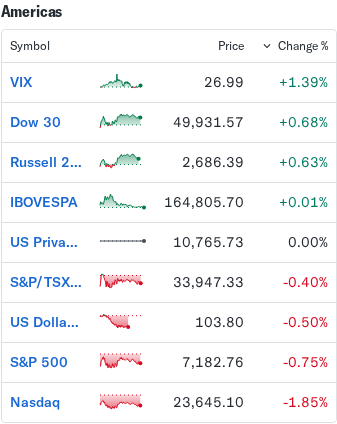 Americas
Symbol Price Change %
VIX 26.99 +1.39%
Dow 30 49,931.57 +0.68%
Russell 2... 2,686.39 +0.63%
IBOVESPA 164,805.70 +0.01%
US Priva... 10,765.73 0.00%
S&P/TSX... 33,947.33 -0.40%
US Dolla... 103.80 -0.50%
S&P 500 7,182.76 -0.75%
Nasdaq 23,645.10 -1.85%